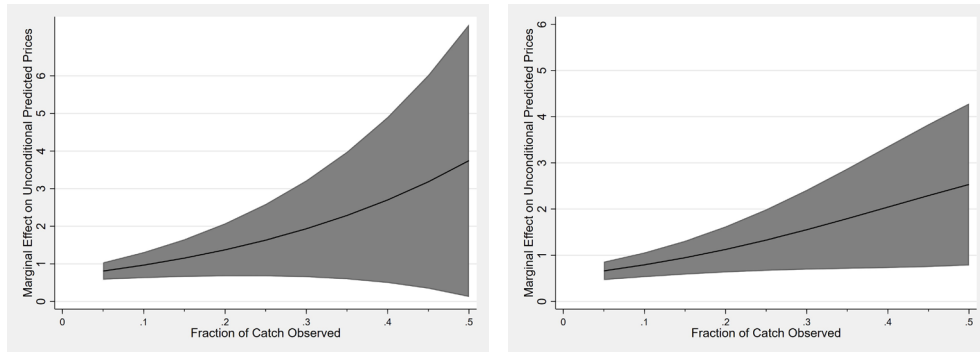 Marginal Effect on Unconditional Predicted Prices
6
5
4
3
2
1
0
0 .1 .2 .3 .4 .5
Fraction of Catch Observed
Marginal Effect on Unconditional Predicted Prices
6
5
4
3
2
1
0
0 .1 .2 .3 .4 .5
Fraction of Catch Observed